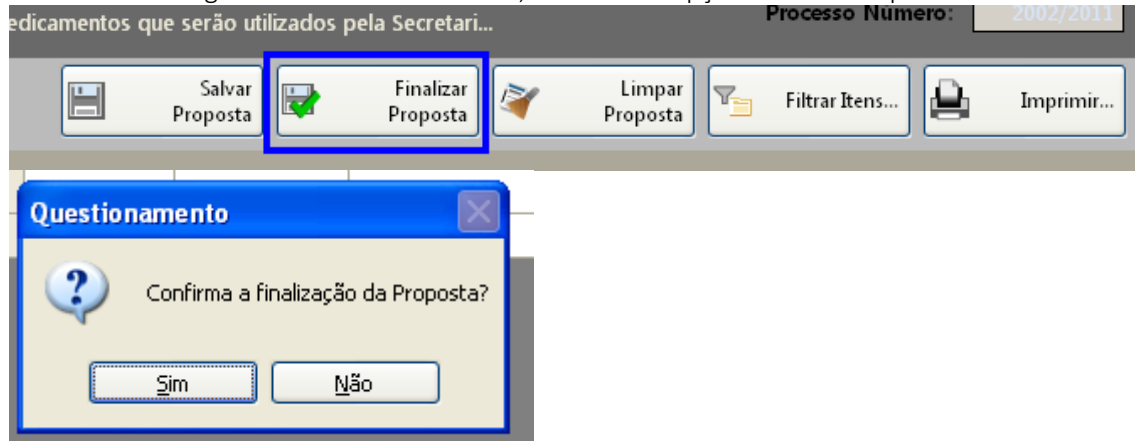 edicamentos que serão utilizados pela Secretari...
Processo Número: 2002/2011
Salvar
Proposta
Finalizar
Proposta
Limpar
Proposta
Filtrar Itens...
Imprimir...
Questionamento
Confirma a finalização da Proposta?
Sim
Não